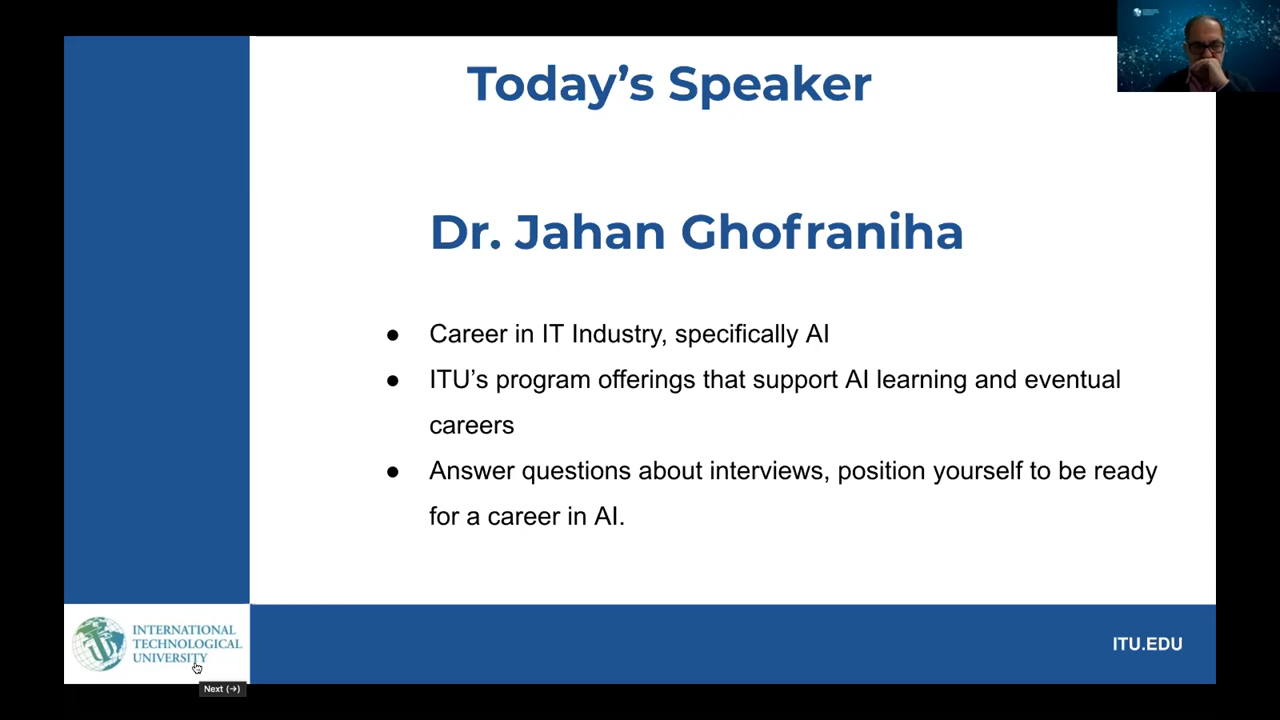 Today's Speaker
Dr. Jahan Ghofraniha
● Career in IT Industry, specifically AI
● ITU's program offerings that support AI learning and eventual
careers
● Answer questions about interviews, position yourself to be ready
for a career in AI.
INTERNATIONAL
TECHNOLOGICAL
UNIVERSITY
ITU.EDU
Next (→)